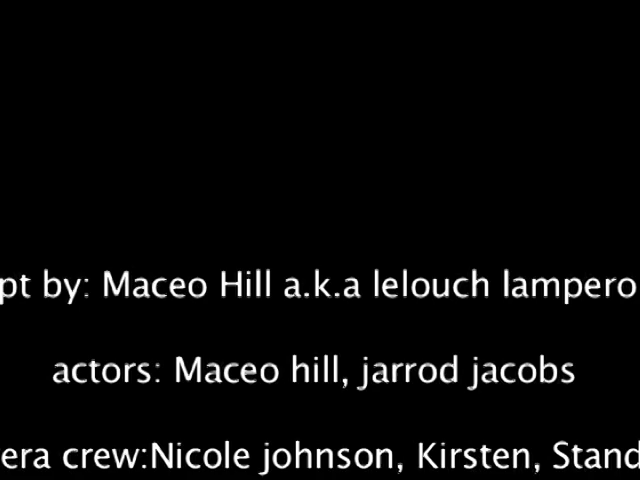 pt by: Maceo Hill a.k.a lelouch lampero
actors: Maceo hill, jarrod jacobs
era crew:Nicole johnson, Kirsten, Stand